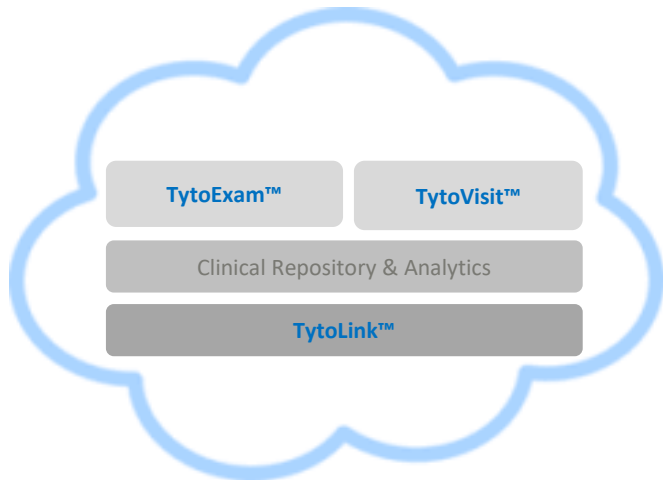 TytoExam™
TytoVisit™
Clinical Repository & Analytics
TytoLink™